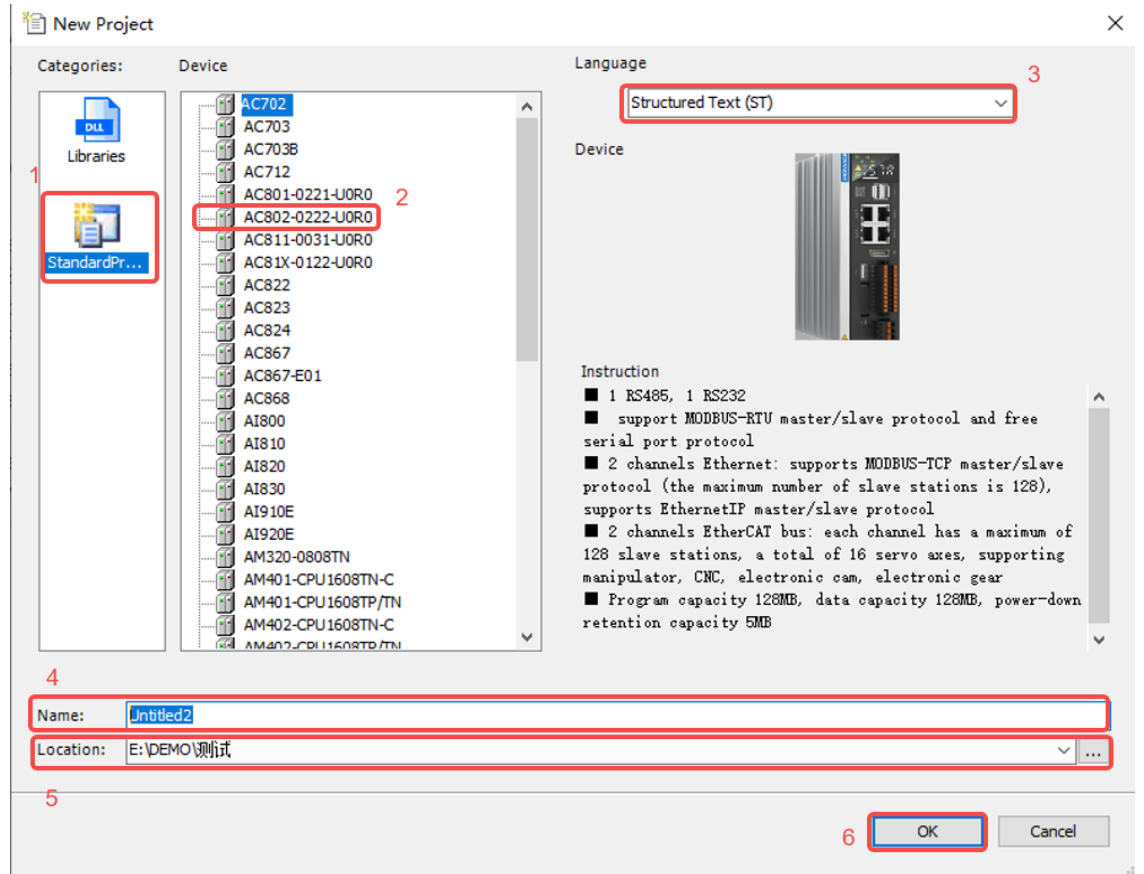 New Project
Categories:
Device
Language
3
Structured Text (ST)
DLL
Libraries
1
StandardPr...
AC702
AC703
AC703B
AC712
AC801-0221-U0R0
2
AC802-0222-U0R0
AC811-0031-U0R0
AC81X-0122-U0R0
AC822
AC823
AC824
AC867
AC867-E01
AC868
AI800
AI810
AI820
AI830
AI910E
AI920E
AM320-0808TN
AM401-CPU1608TN-C
AM401-CPU1608TP/TN
AM402-CPU1608TN-C
AM402-CPU1608TP/TN
Device
Instruction
■ 1 RS485, 1 RS232
■ support MODBUS-RTU master/slave protocol and free
serial port protocol
■ 2 channels Ethernet: supports MODBUS-TCP master/slave
protocol (the maximum number of slave stations is 128),
supports EthernetIP master/slave protocol
■ 2 channels EtherCAT bus: each channel has a maximum of
128 slave stations, a total of 16 servo axes, supporting
manipulator, CNC, electronic cam, electronic gear
■ Program capacity 128MB, data capacity 128MB, power-down
retention capacity 5MB
4
Name:
Untitled2
Location:
E:\DEMO\测试
...
5
6
OK
Cancel